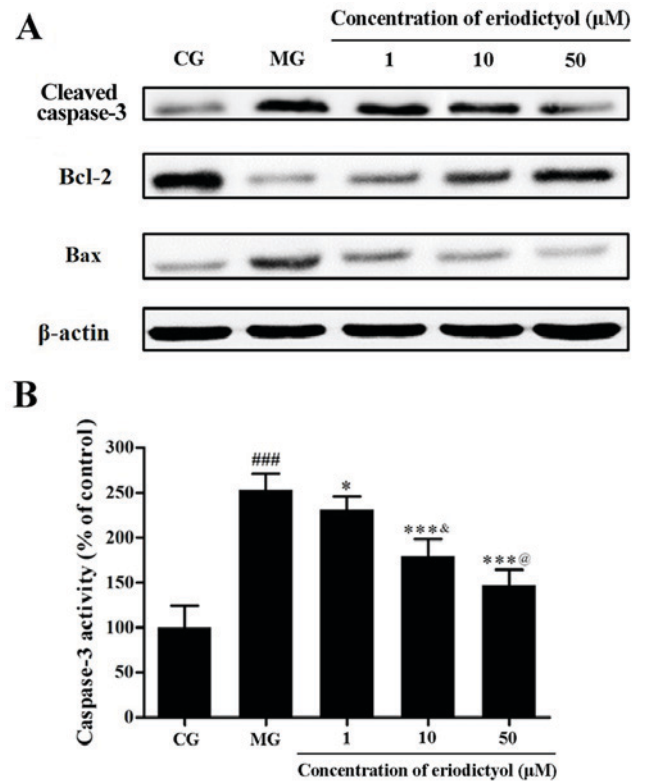 A
Concentration of eriodictyol (μM)
CG MG 1 10 50
Cleaved
caspase-3
Bcl-2
Bax
β-actin
B
Caspase-3 activity (% of control)
300
250
200
150
100
50
0
###
*
***&
***@
CG MG 1 10 50
Concentration of eriodictyol (μM)